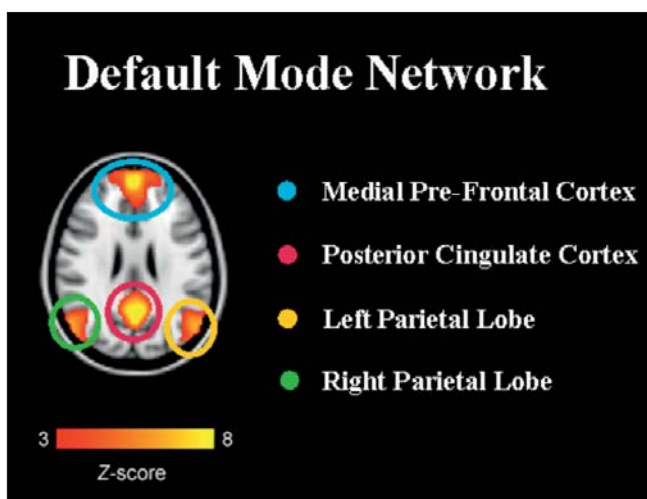 Default Mode Network
Medial Pre-Frontal Cortex
Posterior Cingulate Cortex
Left Parietal Lobe
Right Parietal Lobe
3 8
Z-score